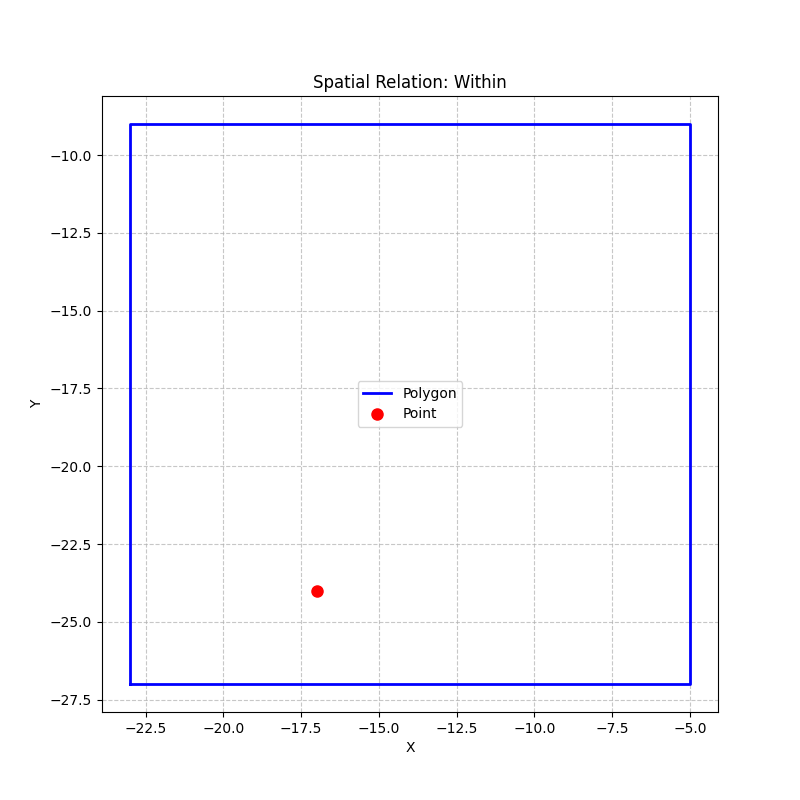 Spatial Relation: Within
Y
−10.0
−12.5
−15.0
−17.5
−20.0
−22.5
−25.0
−27.5
Polygon
Point
−22.5 −20.0 −17.5 −15.0 −12.5 −10.0 −7.5 −5.0
X